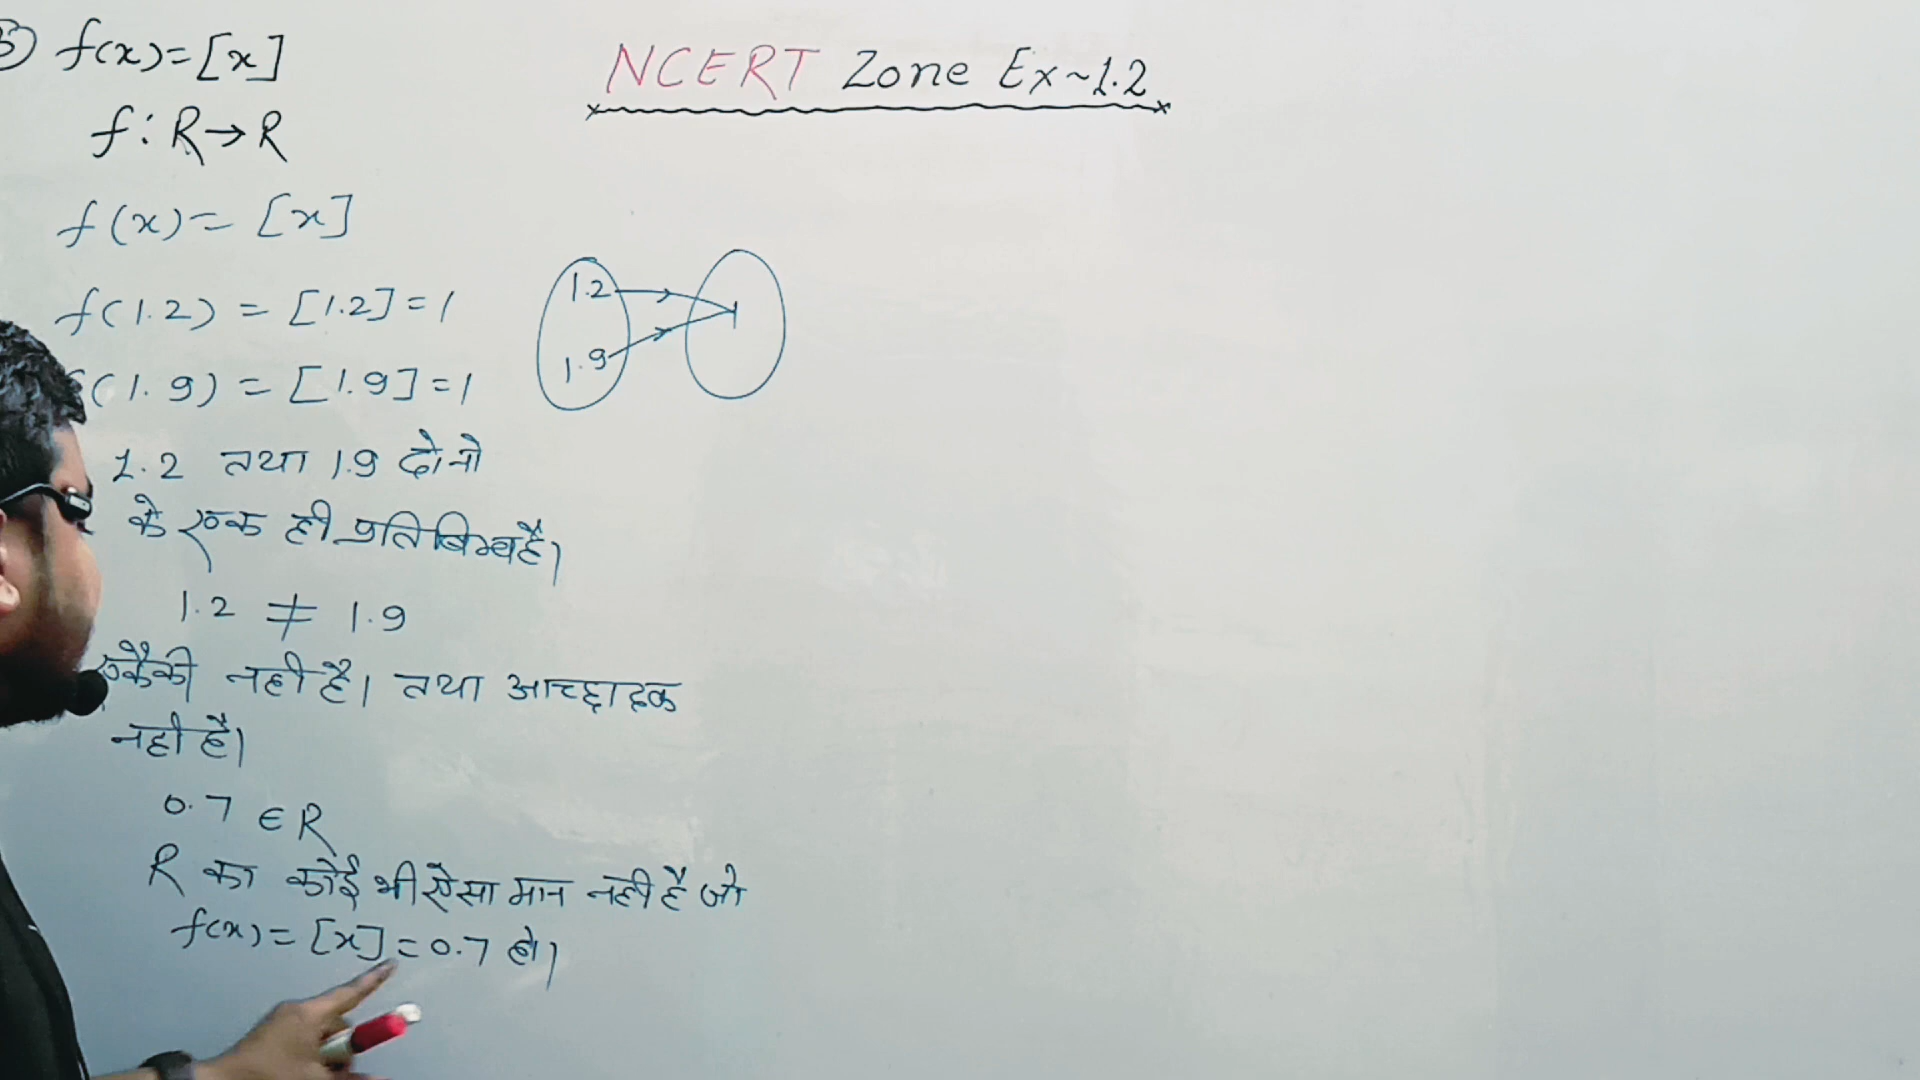 NCERT Zone Ex~1.2
5) f(x)=[x]
f:R→R
f(x)= [x]
f(1.2) = [1.2]=1
f(1.9) = [1.9]=1
1.2
1.9
1
1.2 तथा 1.9 दोनो
के एक ही प्रतिबिम्ब है।
1.2 ≠ 1.9
एकैकी नही है। तथा आच्छादक
नही है।
0.7 ∈ R
R का कोई भी ऐसा मान नही है जो
f(x)=[x]=0.7 हो।